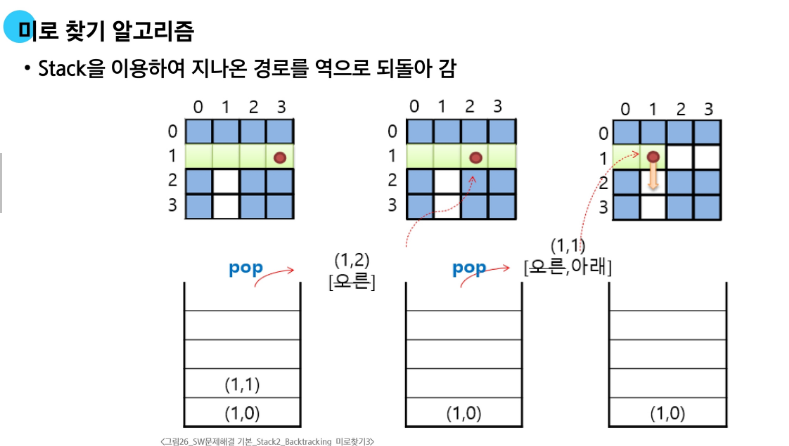 미로 찾기 알고리즘
• Stack을 이용하여 지나온 경로를 역으로 되돌아 감
0 1 2 3
0
1
2
3
0 1 2 3
0
1
2
3
0 1 2 3
0
1
2
3
pop
(1,2)
[오른]
pop
(1,1)
[오른,아래]
(1,1)
(1,0)
(1,0)
(1,0)
<그림26_SW문제해결 기본_Stack2_Backtracking_미로찾기3>